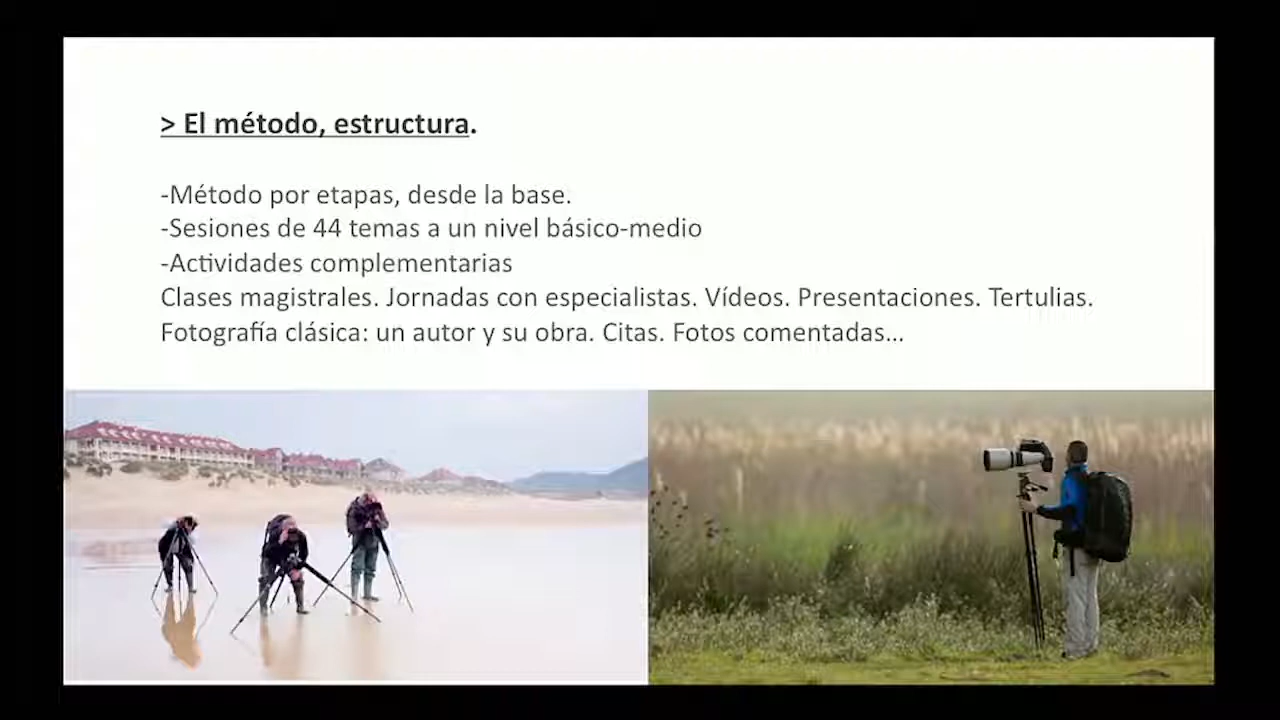 > El método, estructura.
-Método por etapas, desde la base.
-Sesiones de 44 temas a un nivel básico-medio
-Actividades complementarias
Clases magistrales. Jornadas con especialistas. Vídeos. Presentaciones. Tertulias.
Fotografía clásica: un autor y su obra. Citas. Fotos comentadas…